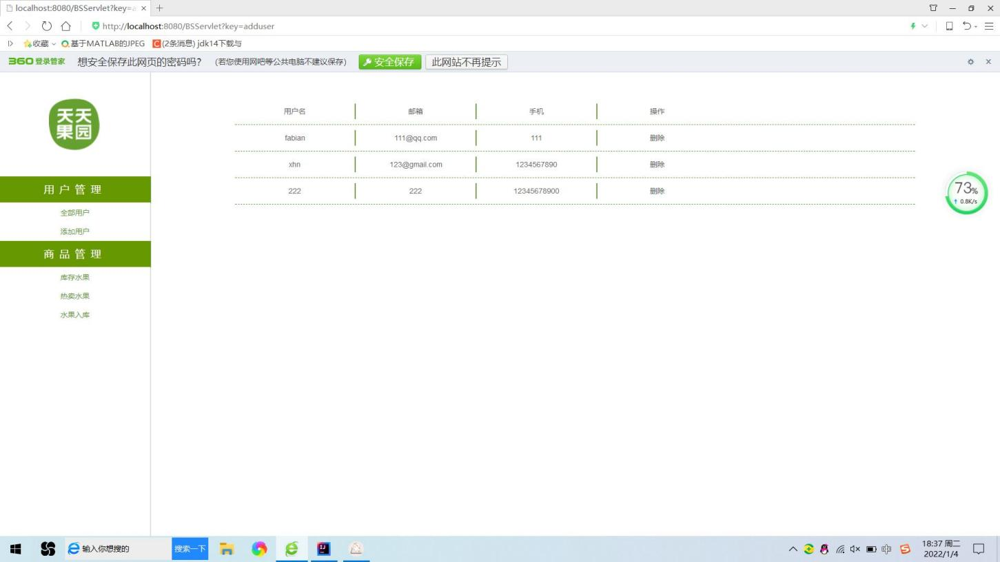 localhost:8080/BSServlet?key=a
http://localhost:8080/BSServlet?key=adduser
收藏 基于MATLAB的JPEG (2条消息) jdk14下载与
360登录管家 想安全保存此网页的密码吗? (若您使用网吧等公共电脑不建议保存) 安全保存 此网站不再提示
天天
果园
用户管理
全部用户
添加用户
商品管理
库存水果
热卖水果
水果入库
用户名 邮箱 手机 操作
fabian 111@qq.com 111 删除
xhn 123@gmail.com 1234567890 删除
222 222 12345678900 删除
73%
0.8K/s
输入你想搜的 搜索一下
中
18:37 周二
2022/1/4